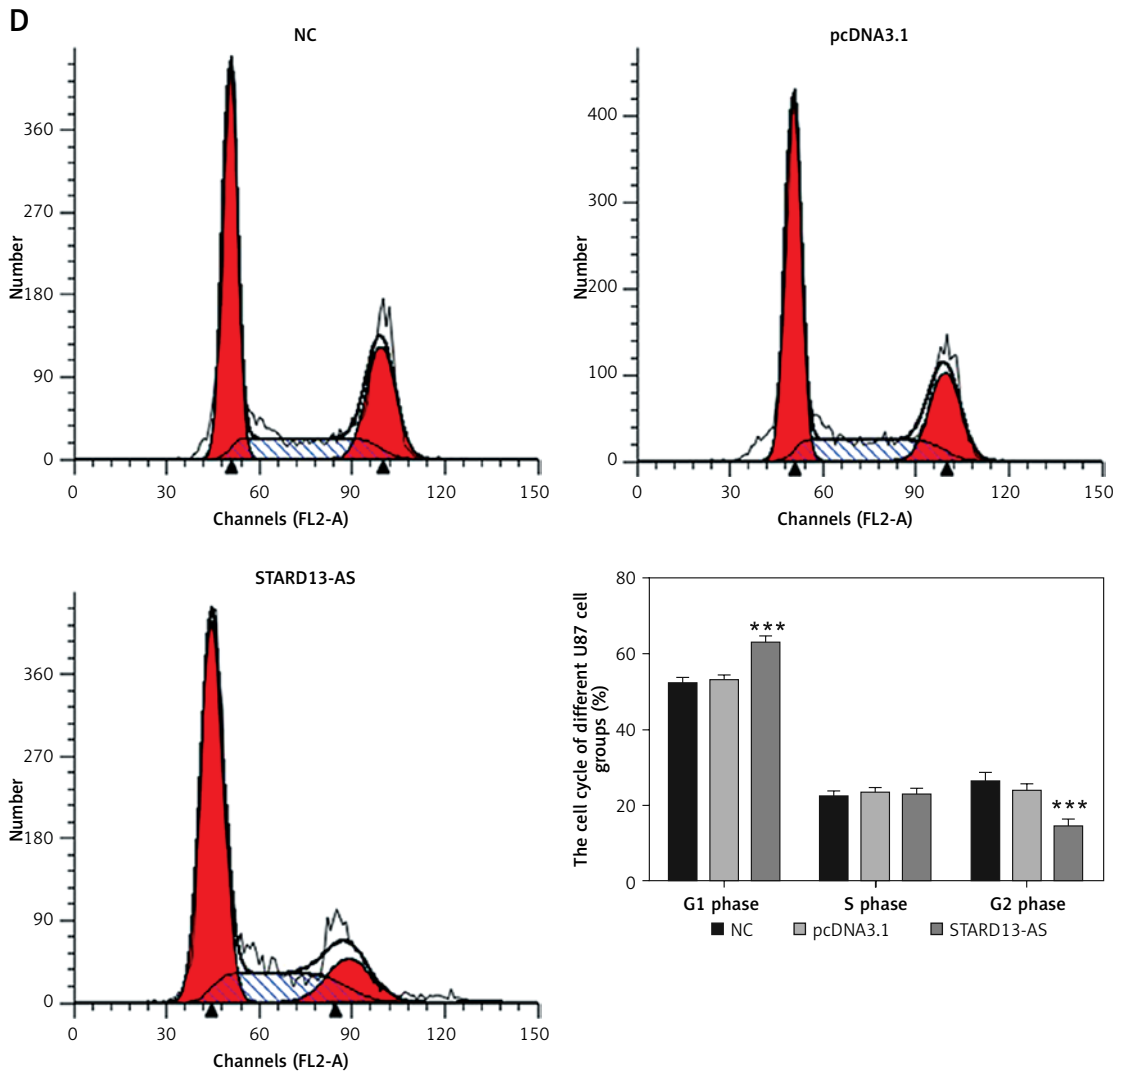 D
NC
Number
360
270
180
90
0
0 30 60 90 120 150
Channels (FL2-A)
pcDNA3.1
Number
400
300
200
100
0
0 30 60 90 120 150
Channels (FL2-A)
STARD13-AS
Number
360
270
180
90
0
0 30 60 90 120 150
Channels (FL2-A)
The cell cycle of different U87 cell
groups (%)
80
60
40
20
0
***
***
G1 phase S phase G2 phase
NC pcDNA3.1 STARD13-AS